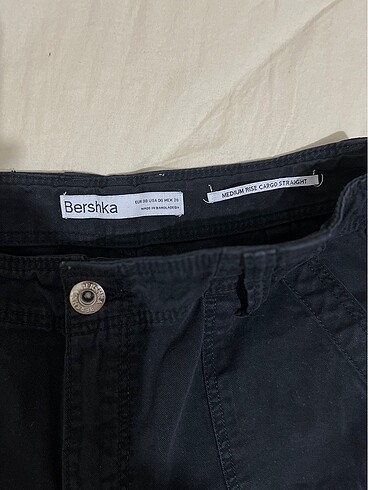 Bershka
EUR 36 USA 06 MEX 26
MADE IN BANGLADESH
MEDIUM RISE CARGO STRAIGHT